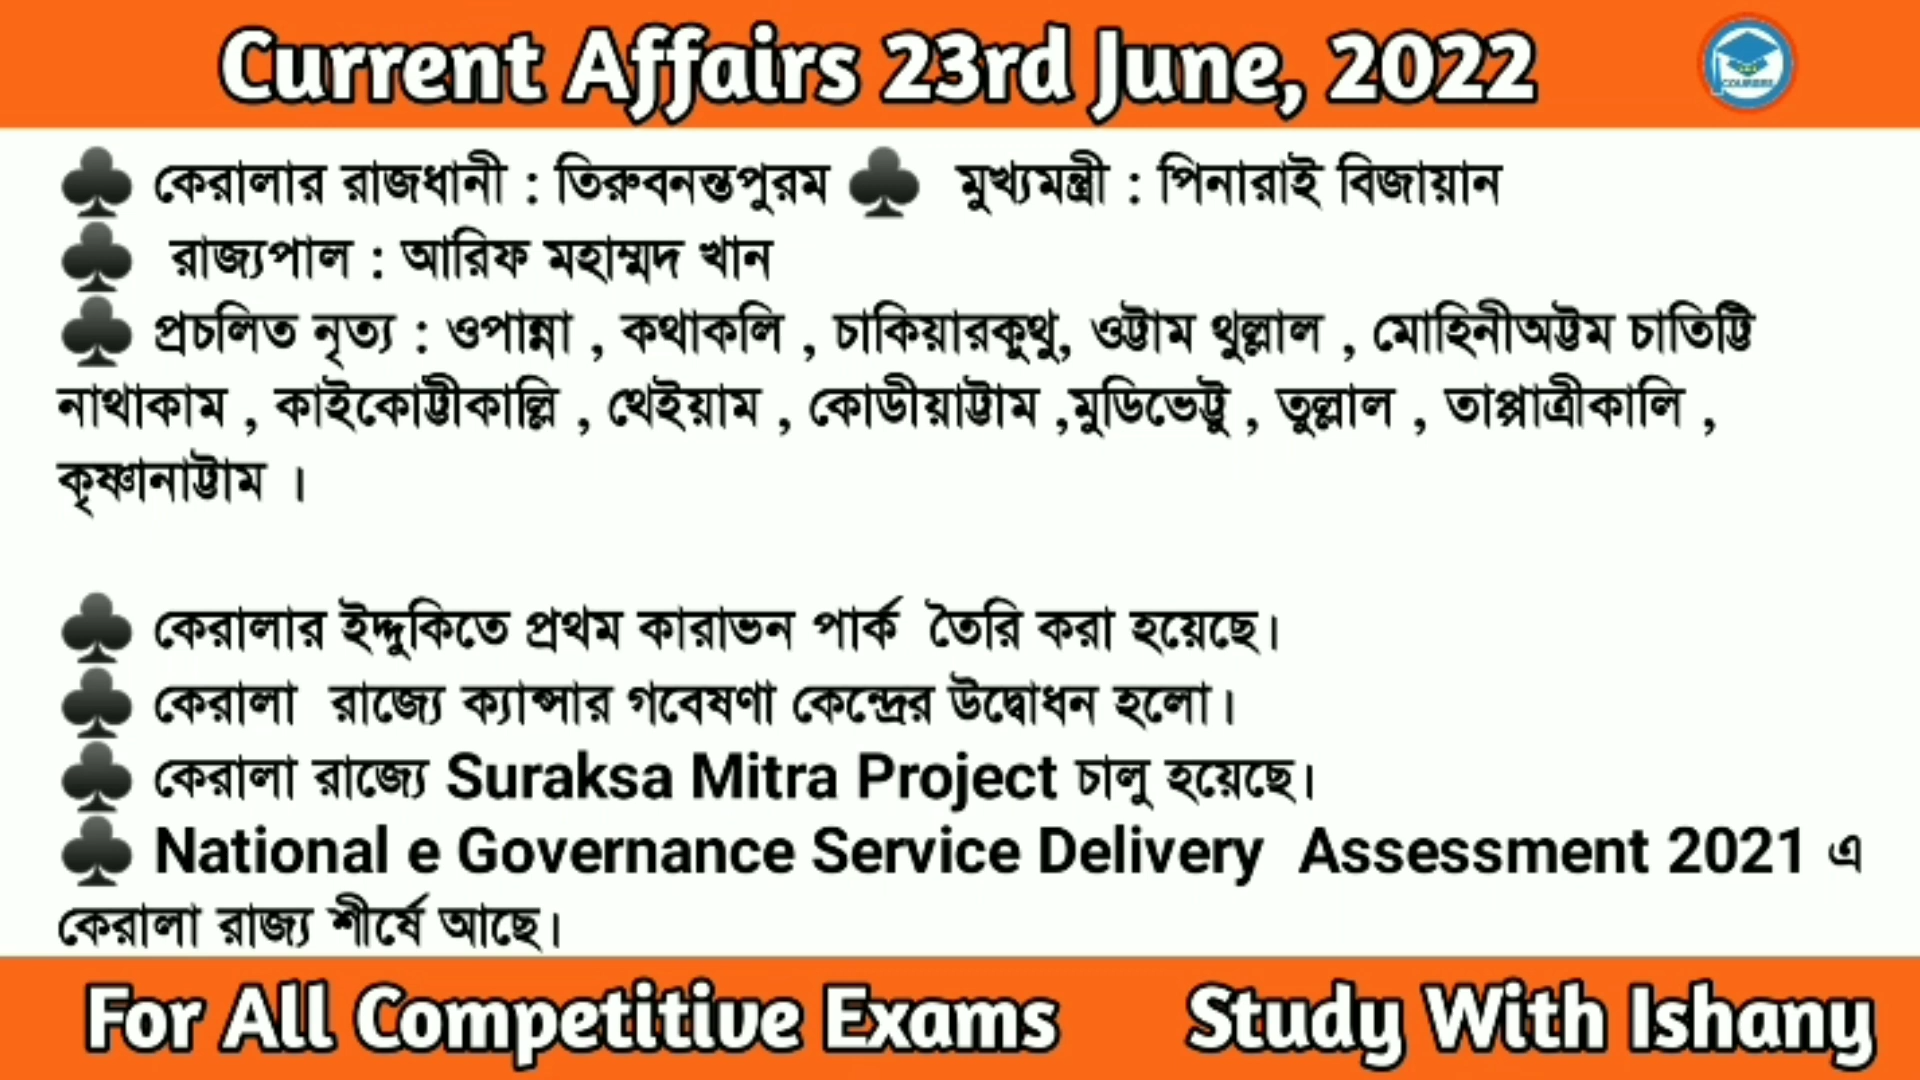 Current Affairs 23rd June, 2022
COURSES
♣ কেরালার রাজধানী : তিরুবনন্তপুরম ♣ মুখ্যমন্ত্রী : পিনারাই বিজায়ান
♣ রাজ্যপাল : আরিফ মহাম্মদ খান
♣ প্রচলিত নৃত্য : ওপান্না , কথাকলি , চাকিয়ারকুথু, ওট্টাম থুল্লাল , মোহিনীঅট্টম চাতিট্টি
নাথাকাম , কাইকোট্টীকাল্লি , থেইয়াম , কোডীয়াট্টাম ,মুডিভেট্টু , তুল্লাল , তাপ্পাত্রীকালি ,
কৃষ্ণানাট্টাম ।
♣ কেরালার ইদ্দুকিতে প্রথম কারাভন পার্ক তৈরি করা হয়েছে।
♣ কেরালা রাজ্যে ক্যান্সার গবেষণা কেন্দ্রের উদ্বোধন হলো।
♣ কেরালা রাজ্যে Suraksa Mitra Project চালু হয়েছে।
♣ National e Governance Service Delivery Assessment 2021 এ
কেরালা রাজ্য শীর্ষে আছে।
For All Competitive Exams Study With Ishany